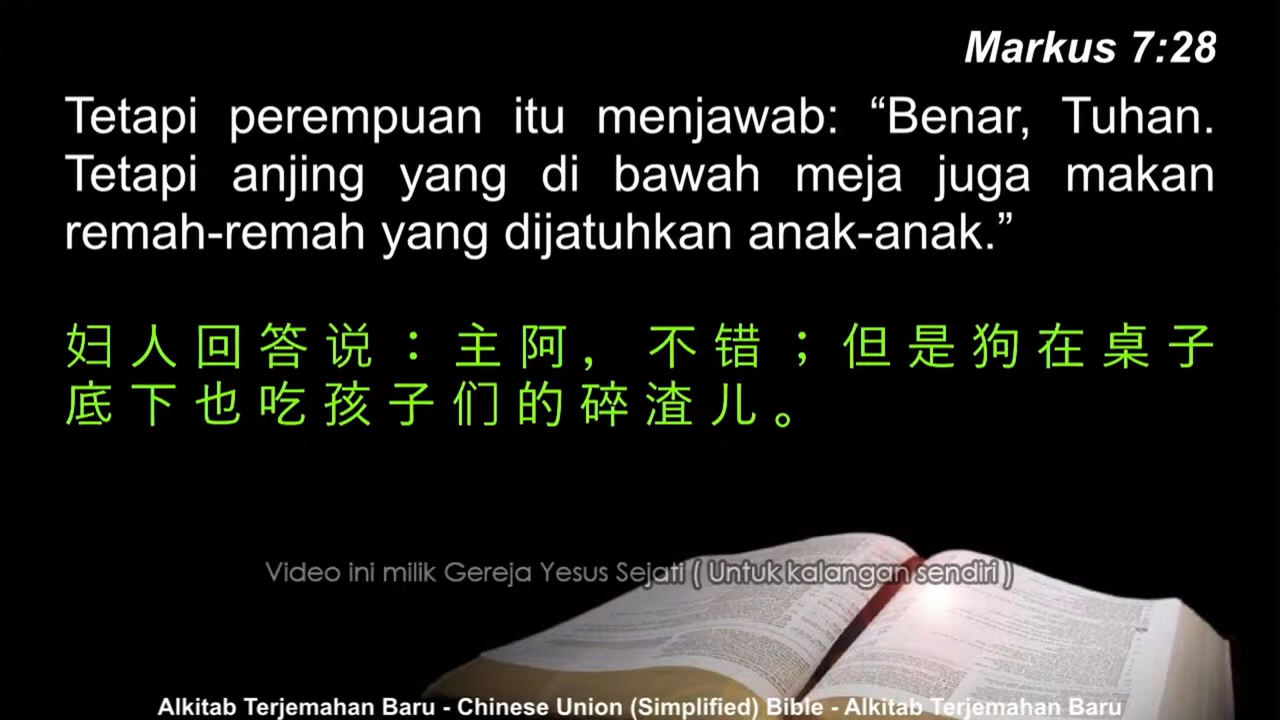 Markus 7:28
Tetapi perempuan itu menjawab: “Benar, Tuhan.
Tetapi anjing yang di bawah meja juga makan
remah-remah yang dijatuhkan anak-anak.”
妇人回答说：主阿，不错；但是狗在桌子
底下也吃孩子们的碎渣儿。
Video ini milik Gereja Yesus Sejati ( Untuk kalangan sendiri )
Alkitab Terjemahan Baru - Chinese Union (Simplified) Bible - Alkitab Terjemahan Baru